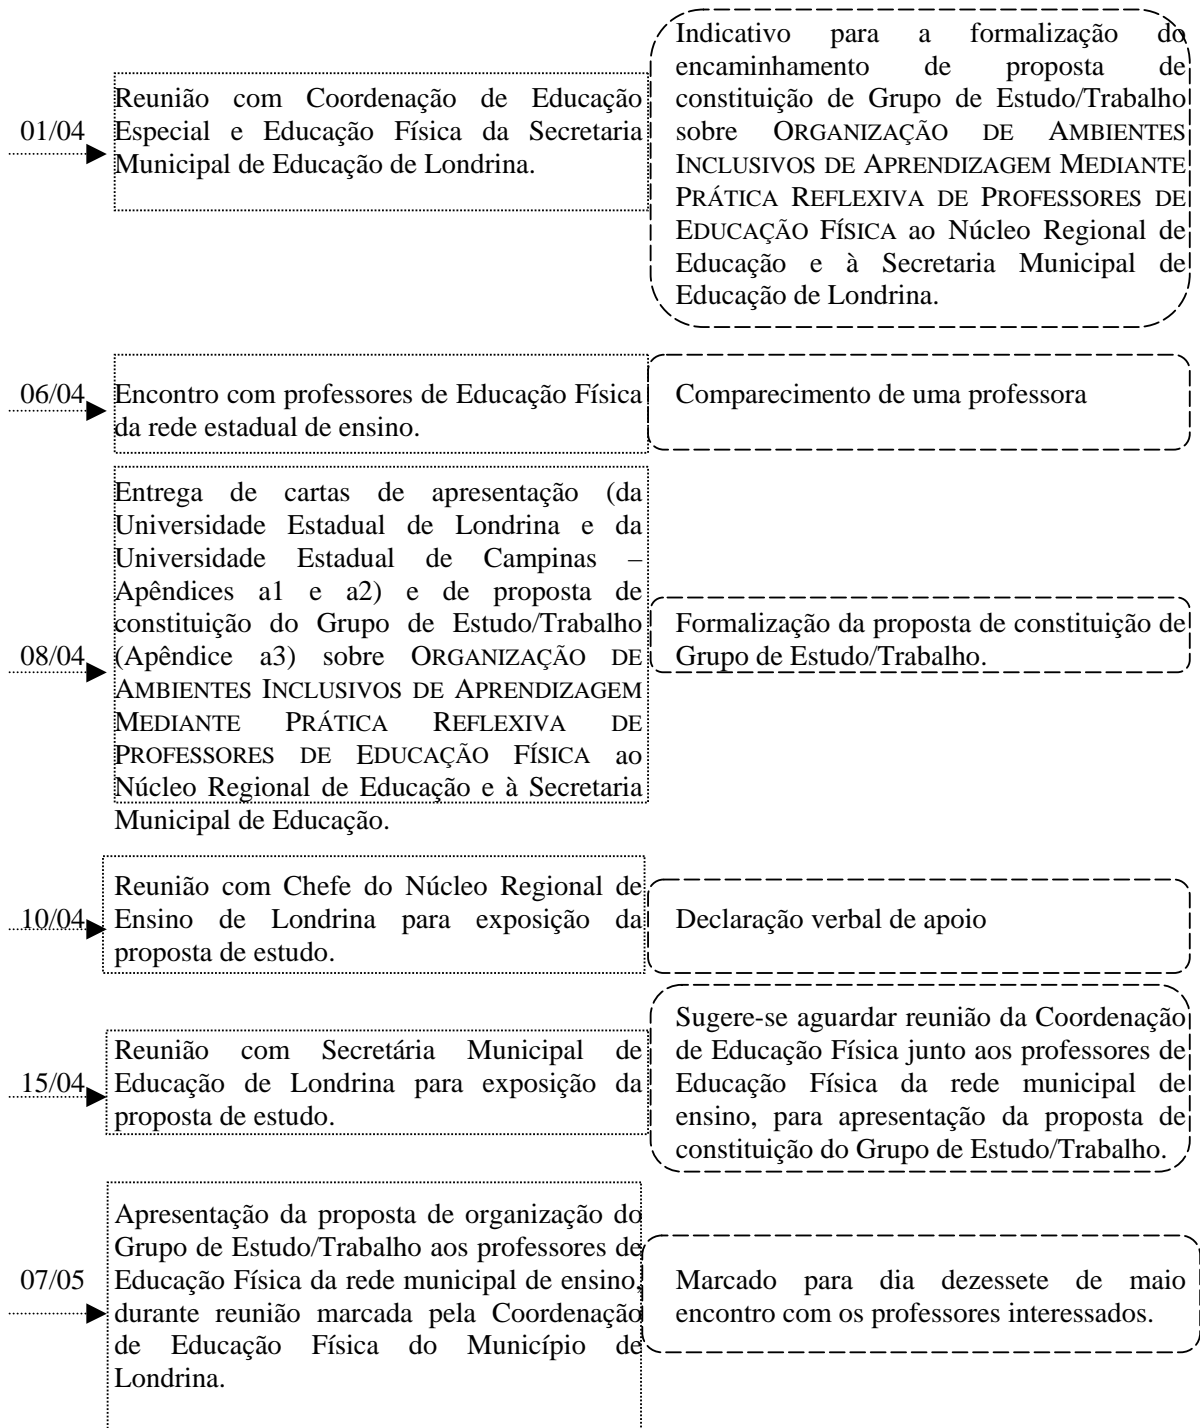 01/04
Reunião com Coordenação de Educação
Especial e Educação Física da Secretaria
Municipal de Educação de Londrina.
Indicativo para a formalização do
encaminhamento de proposta de
constituição de Grupo de Estudo/Trabalho
sobre ORGANIZAÇÃO DE AMBIENTES
INCLUSIVOS DE APRENDIZAGEM MEDIANTE
PRÁTICA REFLEXIVA DE PROFESSORES DE
EDUCAÇÃO FÍSICA ao Núcleo Regional de
Educação e à Secretaria Municipal de
Educação de Londrina.
06/04
Encontro com professores de Educação Física
da rede estadual de ensino.
Comparecimento de uma professora
08/04
Entrega de cartas de apresentação (da
Universidade Estadual de Londrina e da
Universidade Estadual de Campinas –
Apêndices a1 e a2) e de proposta de
constituição do Grupo de Estudo/Trabalho
(Apêndice a3) sobre ORGANIZAÇÃO DE
AMBIENTES INCLUSIVOS DE APRENDIZAGEM
MEDIANTE PRÁTICA REFLEXIVA DE
PROFESSORES DE EDUCAÇÃO FÍSICA ao
Núcleo Regional de Educação e à Secretaria
Municipal de Educação.
Formalização da proposta de constituição de
Grupo de Estudo/Trabalho.
10/04
Reunião com Chefe do Núcleo Regional de
Ensino de Londrina para exposição da
proposta de estudo.
Declaração verbal de apoio
15/04
Reunião com Secretária Municipal de
Educação de Londrina para exposição da
proposta de estudo.
Sugere-se aguardar reunião da Coordenação
de Educação Física junto aos professores de
Educação Física da rede municipal de
ensino, para apresentação da proposta de
constituição do Grupo de Estudo/Trabalho.
07/05
Apresentação da proposta de organização do
Grupo de Estudo/Trabalho aos professores de
Educação Física da rede municipal de ensino,
durante reunião marcada pela Coordenação
de Educação Física do Município de
Londrina.
Marcado para dia dezessete de maio
encontro com os professores interessados.